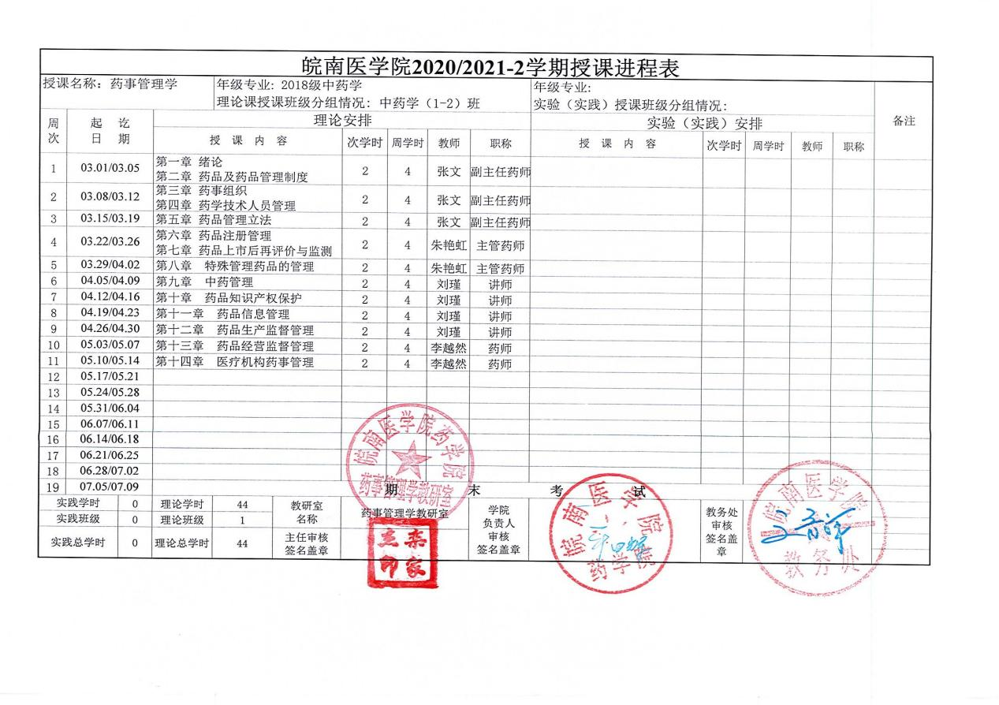 皖南医学院2020/2021-2学期授课进程表
授课名称: 药事管理学 年级专业: 2018级中药学 年级专业:
理论课授课班级分组情况: 中药学（1-2）班 实验（实践）授课班级分组情况:
周次 起讫日期 理论安排 实验（实践）安排 备注
授课内容 次学时 周学时 教师 职称 授课内容 次学时 周学时 教师 职称
1 03.01/03.05 第一章 绪论
第二章 药品及药品管理制度 2 4 张文 副主任药师
2 03.08/03.12 第三章 药事组织
第四章 药学技术人员管理 2 4 张文 副主任药师
3 03.15/03.19 第五章 药品管理立法 2 4 张文 副主任药师
4 03.22/03.26 第六章 药品注册管理
第七章 药品上市后再评价与监测 2 4 朱艳虹 主管药师
5 03.29/04.02 第八章 特殊管理药品的管理 2 4 朱艳虹 主管药师
6 04.05/04.09 第九章 中药管理 2 4 刘瑾 讲师
7 04.12/04.16 第十章 药品知识产权保护 2 4 刘瑾 讲师
8 04.19/04.23 第十一章 药品信息管理 2 4 刘瑾 讲师
9 04.26/04.30 第十二章 药品生产监督管理 2 4 刘瑾 讲师
10 05.03/05.07 第十三章 药品经营监督管理 2 4 李越然 药师
11 05.10/05.14 第十四章 医疗机构药事管理 2 4 李越然 药师
12 05.17/05.21
13 05.24/05.28
14 05.31/06.04
15 06.07/06.11
16 06.14/06.18
17 06.21/06.25
18 06.28/07.02
19 07.05/07.09 期末考试
实践学时 0 理论学时 44 教研室名称 药事管理学教研室 学院负责人审核签名盖章 教务处审核签名盖章
实践班级 0 理论班级 1
实践总学时 0 理论总学时 44 主任审核签名盖章
皖南医学院药学院
药事管理学教研室
皖南医学院
药学院
皖南医学院
教务处